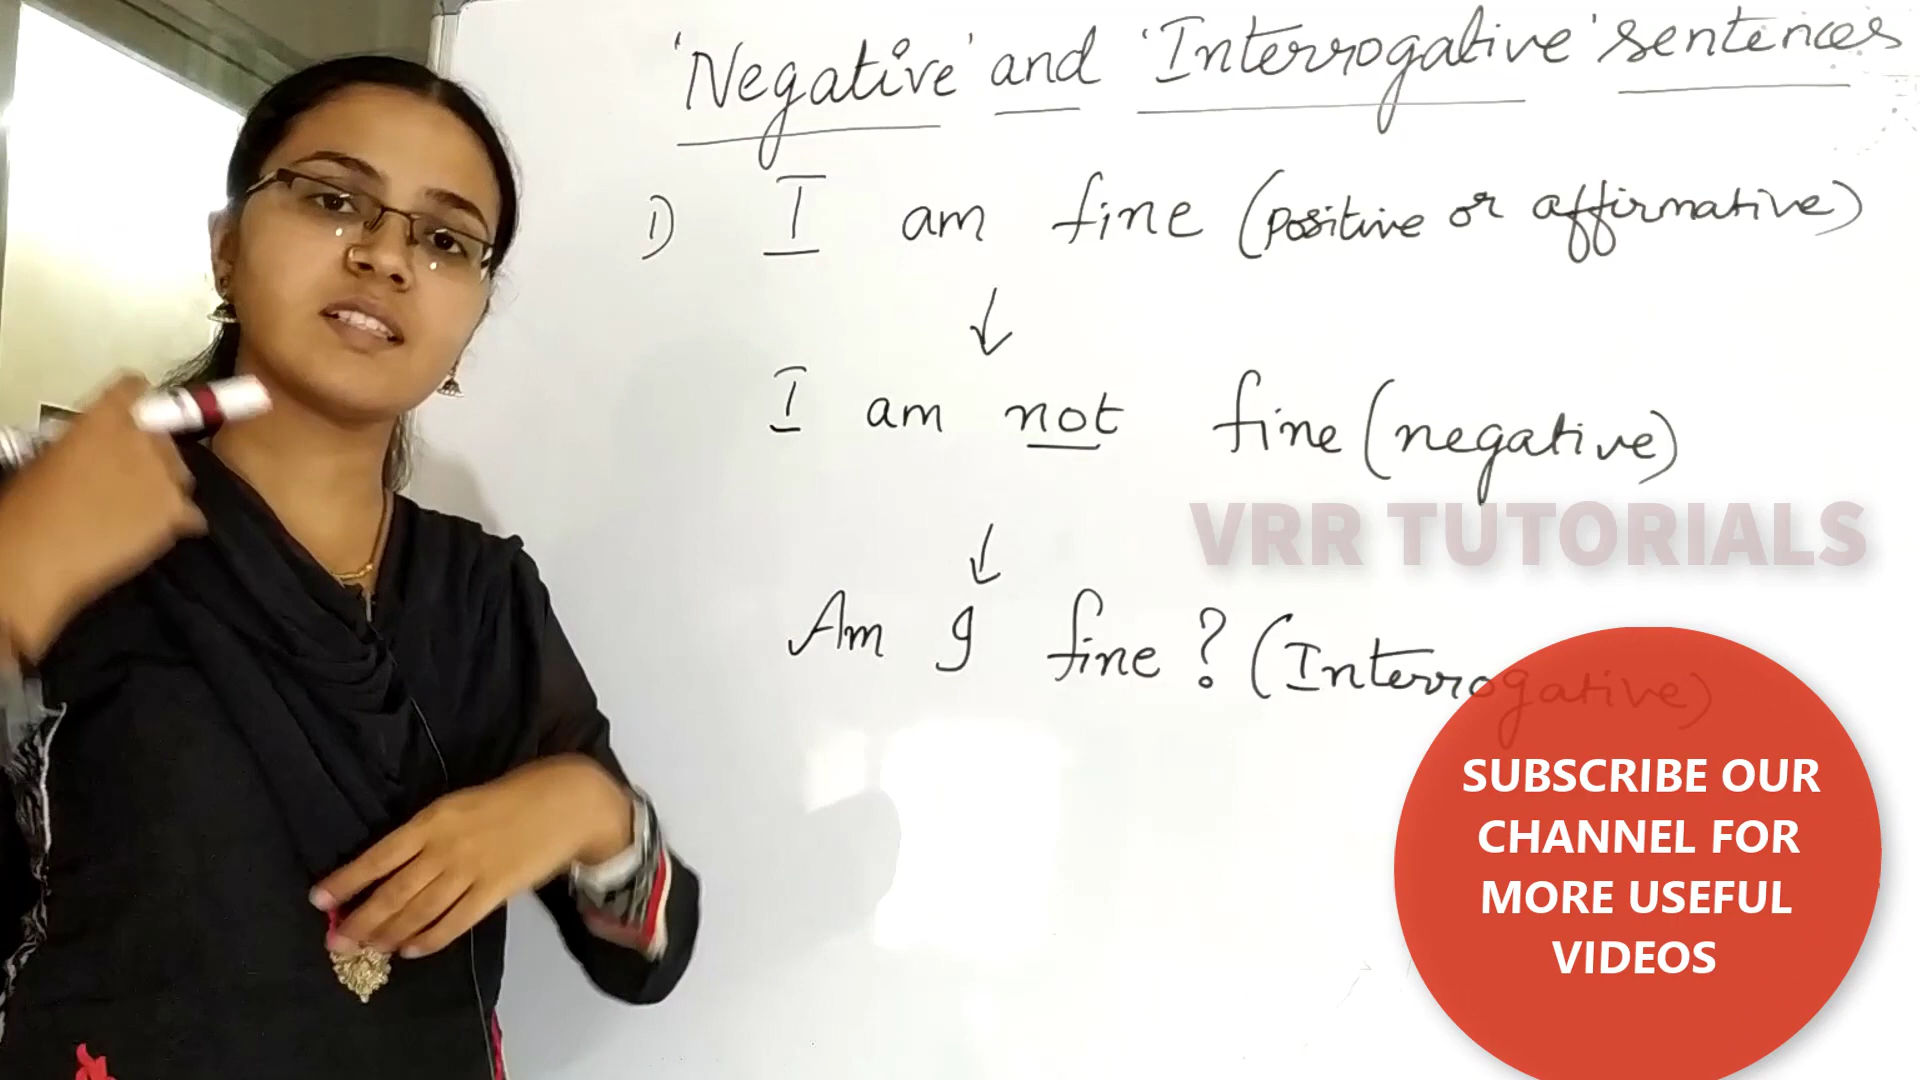 'Negative' and 'Interrogative' sentences
1) I am fine (positive or affirmative)
↓
I am not fine (negative)
VRR TUTORIALS
↓
Am I fine ? (Interrogative)
SUBSCRIBE OUR
CHANNEL FOR
MORE USEFUL
VIDEOS